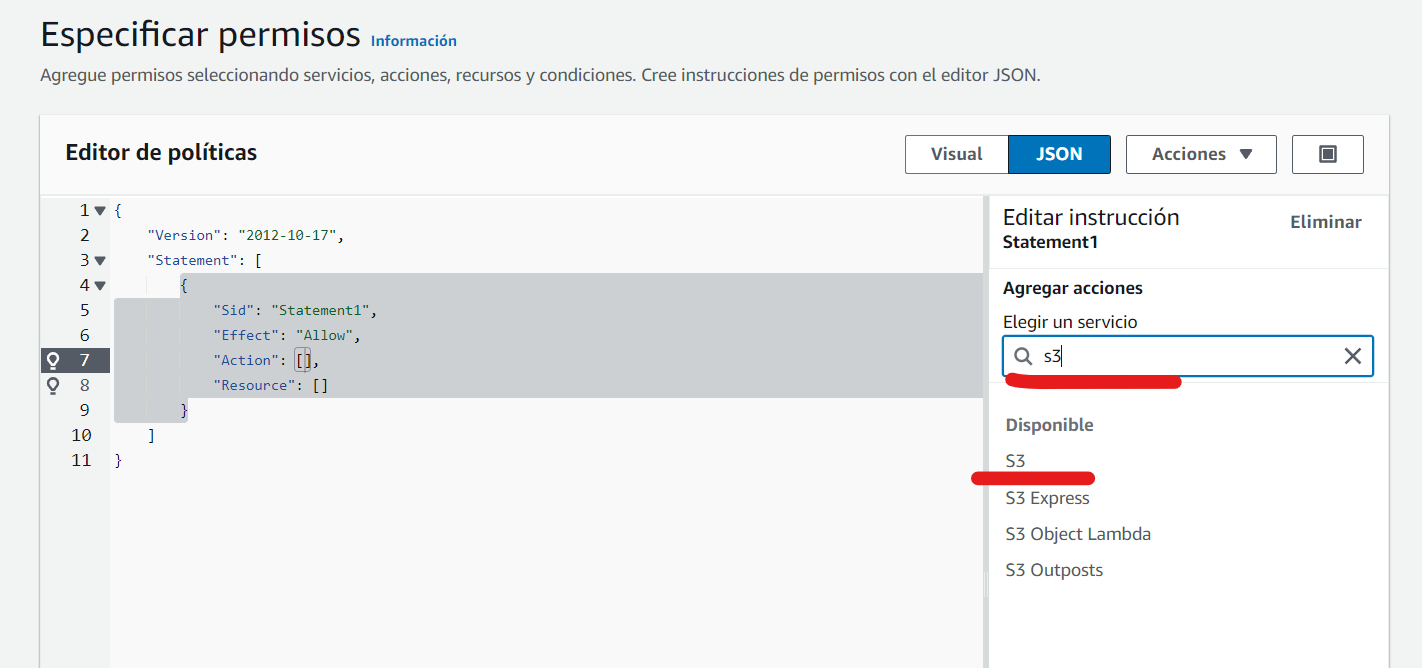 Especificar permisos Información
Agregue permisos seleccionando servicios, acciones, recursos y condiciones. Cree instrucciones de permisos con el editor JSON.
Editor de políticas
Visual JSON Acciones
1 {
2 "Version": "2012-10-17",
3 "Statement": [
4 {
5 "Sid": "Statement1",
6 "Effect": "Allow",
7 "Action": [],
8 "Resource": []
9 }
10 ]
11 }
Editar instrucción Eliminar
Statement1
Agregar acciones
Elegir un servicio
s3
Disponible
S3
S3 Express
S3 Object Lambda
S3 Outposts